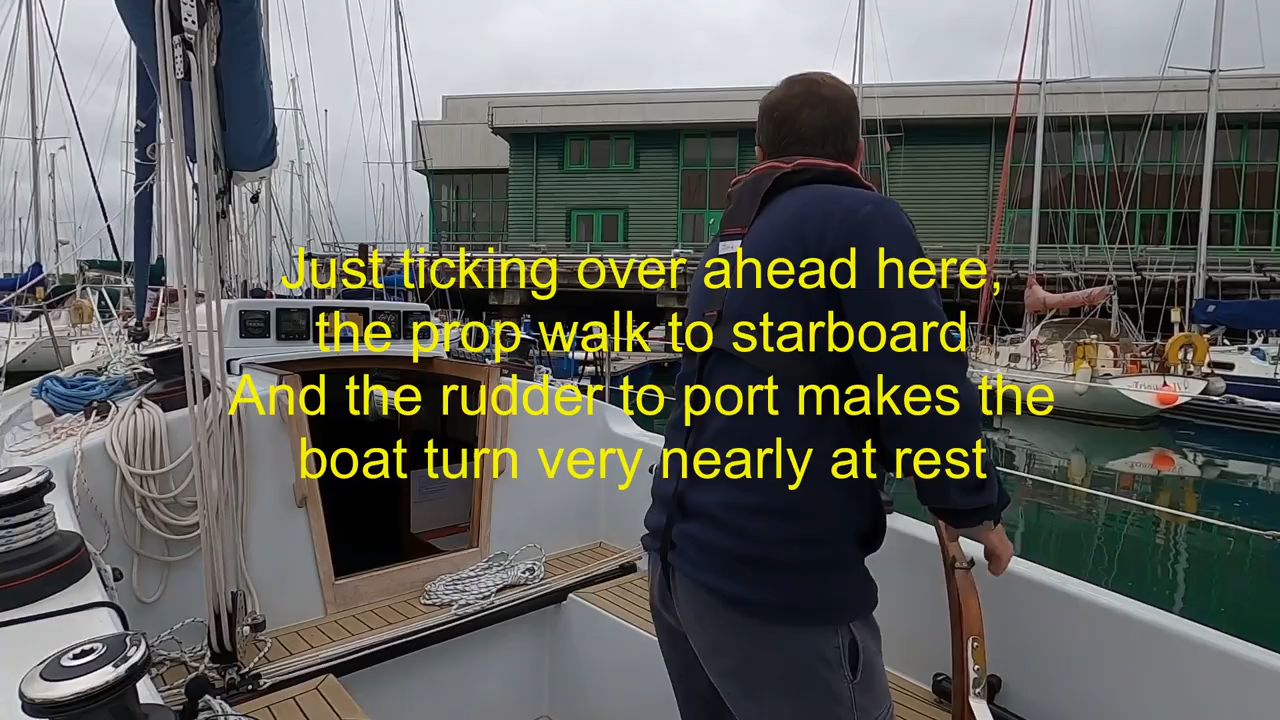 Just ticking over ahead here,
the prop walk to starboard
And the rudder to port makes the
boat turn very nearly at rest